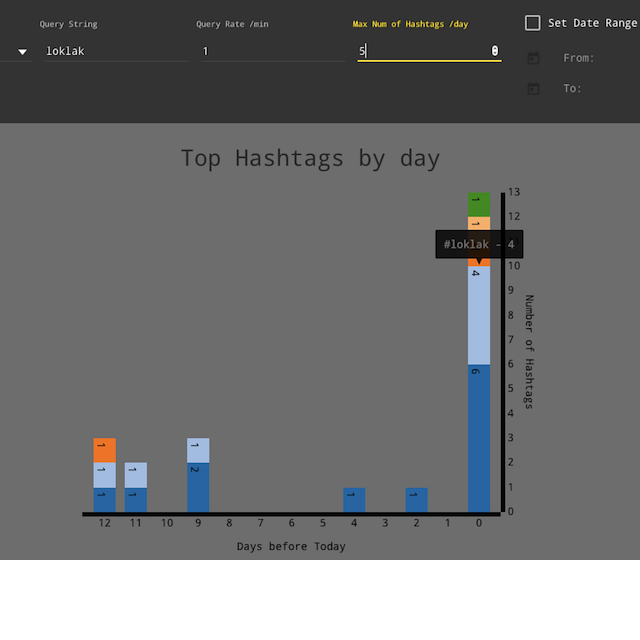 Query String
Query Rate /min
Max Num of Hashtags /day
Set Date Range
loklak
1
5
From:
To:
Top Hashtags by day
13
12
10
9
8
7
6
5
4
3
2
1
0
Number of Hashtags
1
1
#loklak - 4
4
6
1
1
1
1
1
1
2
1
1
12 11 10 9 8 7 6 5 4 3 2 1 0
Days before Today